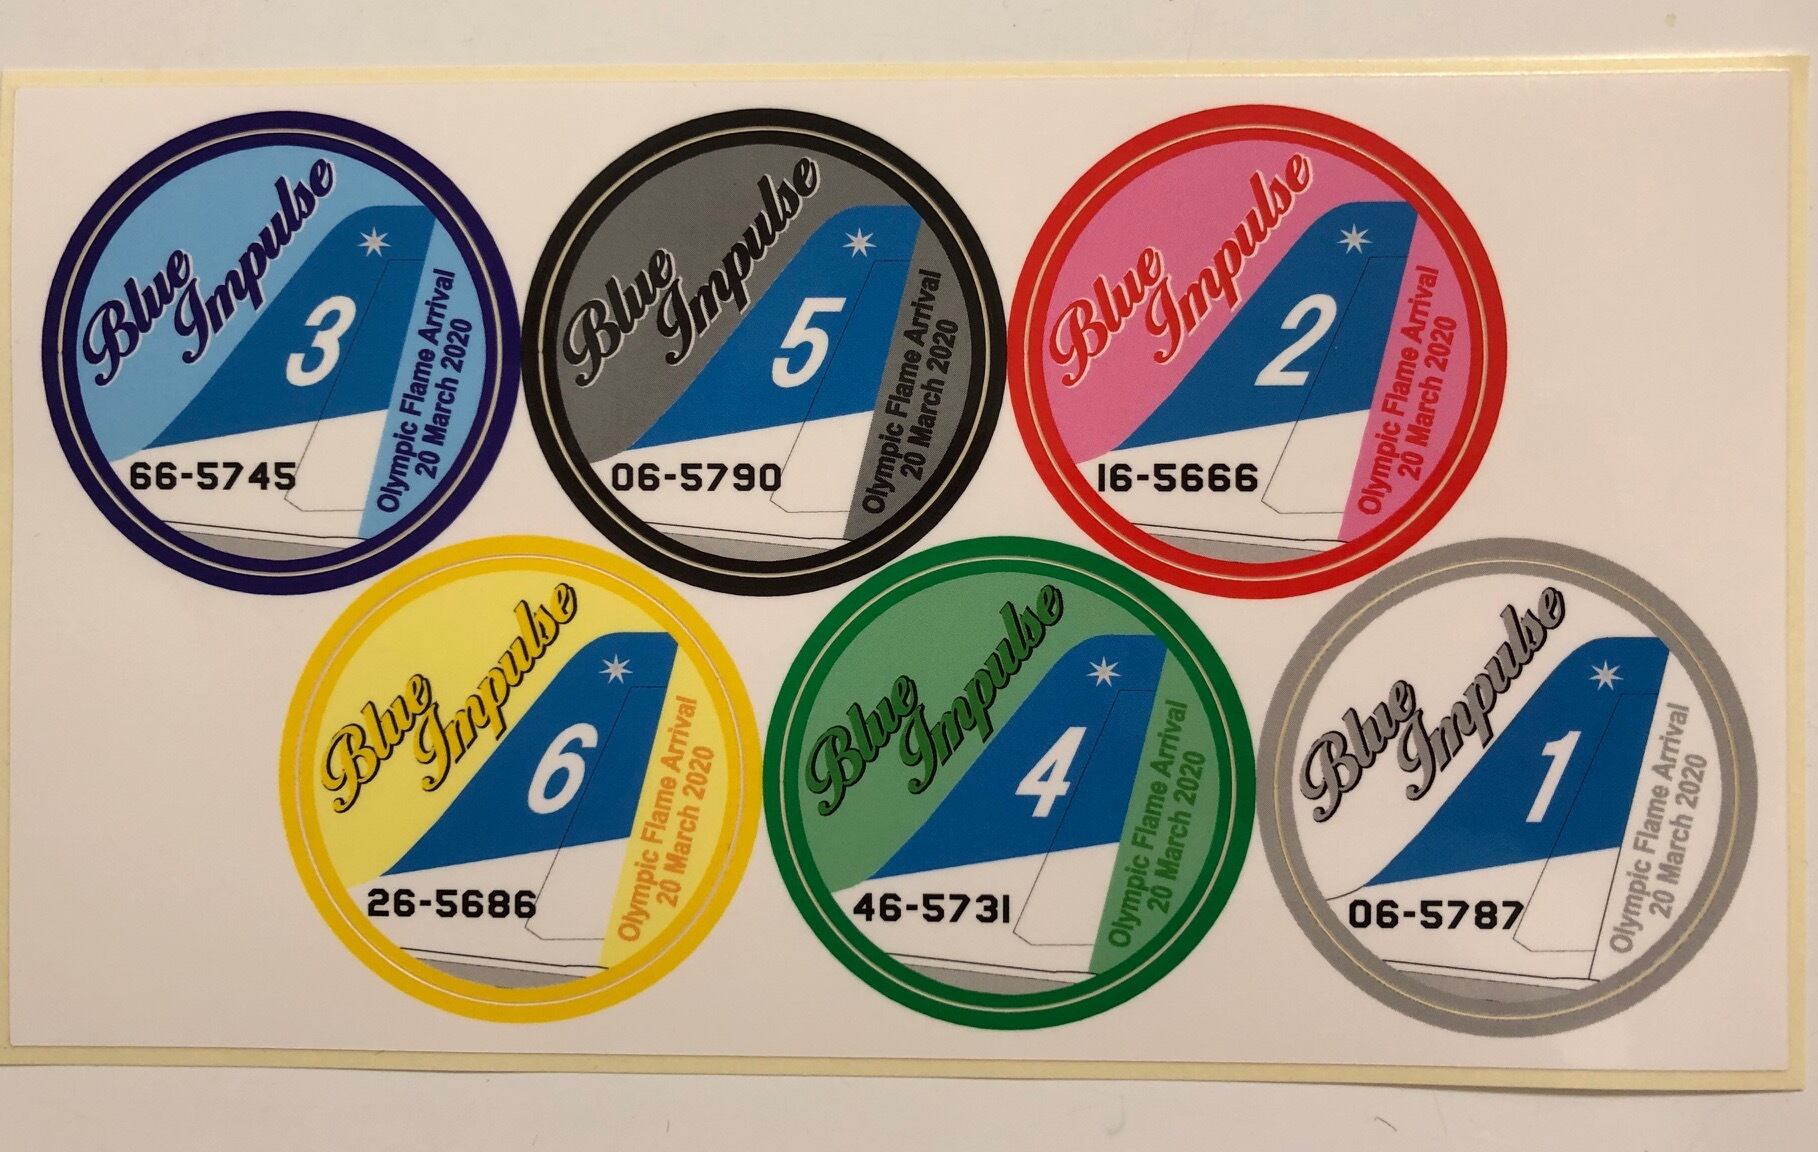 Blue
Impulse
3
66-5745
Olympic Flame Arrival
20 March 2020
Blue
Impulse
5
06-5790
Olympic Flame Arrival
20 March 2020
Blue
Impulse
2
16-5666
Olympic Flame Arrival
20 March 2020
Blue
Impulse
6
26-5686
Olympic Flame Arrival
20 March 2020
Blue
Impulse
4
46-5731
Olympic Flame Arrival
20 March 2020
Blue
Impulse
1
06-5787
Olympic Flame Arrival
20 March 2020